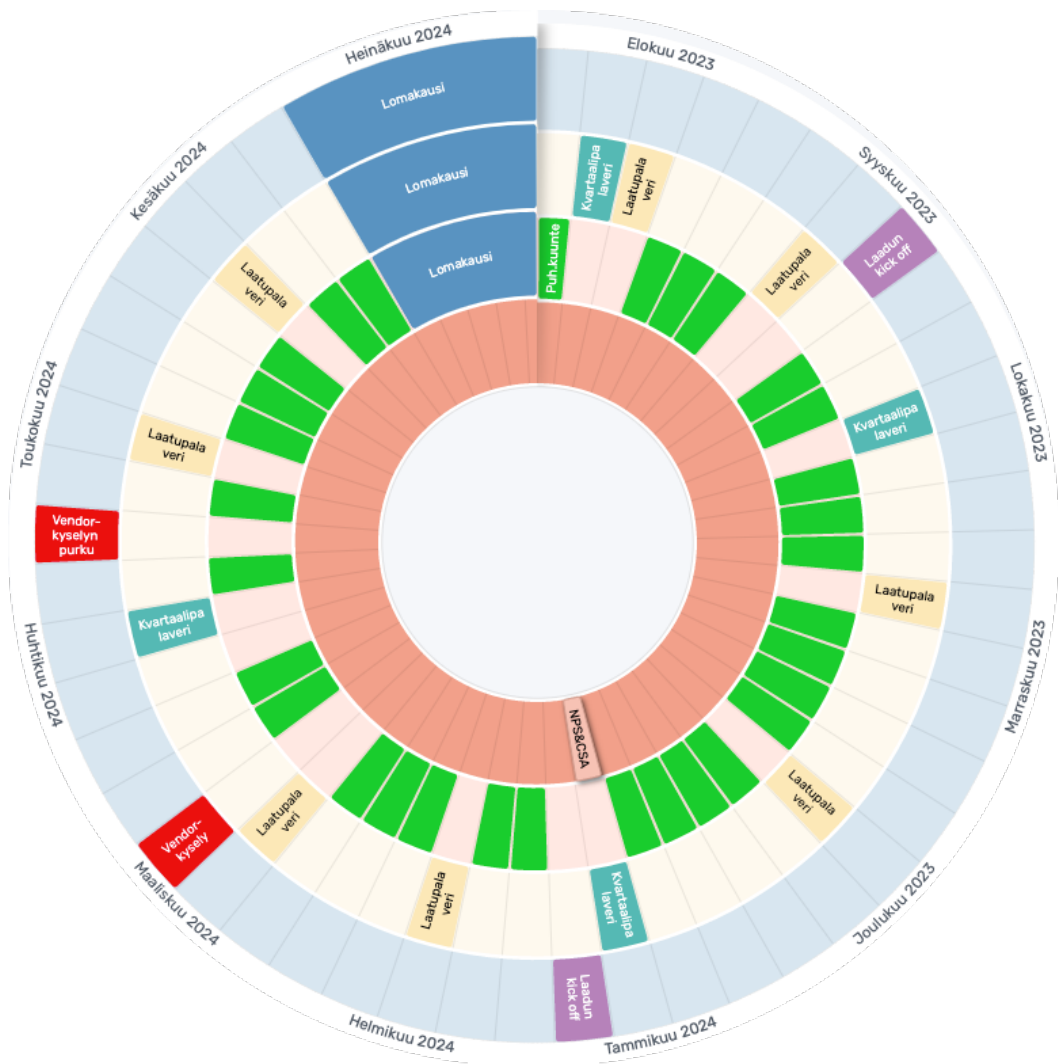 Heinäkuu 2024
Elokuu 2023
Syyskuu 2023
Lokakuu 2023
Marraskuu 2023
Joulukuu 2023
Tammikuu 2024
Helmikuu 2024
Maaliskuu 2024
Huhtikuu 2024
Toukokuu 2024
Kesäkuu 2024
Lomakausi
Lomakausi
Lomakausi
Laadun
kick off
Laadun
kick off
Vendor-
kysely
Vendor-
kyselyn
purku
Kvartaalipa
laveri
Laatupala
veri
Laatupala
veri
Kvartaalipa
laveri
Laatupala
veri
Laatupala
veri
Kvartaalipa
laveri
Laatupala
veri
Laatupala
veri
Kvartaalipa
laveri
Laatupala
veri
Laatupala
veri
Puh.kuunte
NPS&CSA